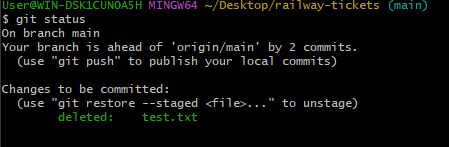 User@WIN-DSK1CUNOA5H MINGW64 ~/Desktop/railway-tickets (main)
$ git status
On branch main
Your branch is ahead of 'origin/main' by 2 commits.
  (use "git push" to publish your local commits)

Changes to be committed:
  (use "git restore --staged <file>..." to unstage)
        deleted:    test.txt